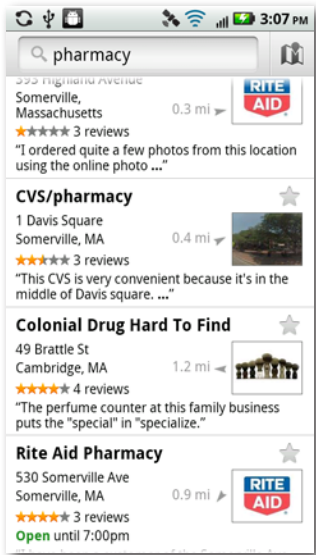 3:07 PM
pharmacy
393 Highland Avenue
Somerville,
Massachusetts
0.3 mi
RITE
AID
3 reviews
“I ordered quite a few photos from this location
using the online photo ...”
CVS/pharmacy
1 Davis Square
Somerville, MA
0.4 mi
3 reviews
“This CVS is very convenient because it's in the
middle of Davis square. ...”
Colonial Drug Hard To Find
49 Brattle St
Cambridge, MA
1.2 mi
4 reviews
“The perfume counter at this family business
puts the "special" in "specialize.”
Rite Aid Pharmacy
530 Somerville Ave
Somerville, MA
0.9 mi
RITE
AID
3 reviews
Open until 7:00pm